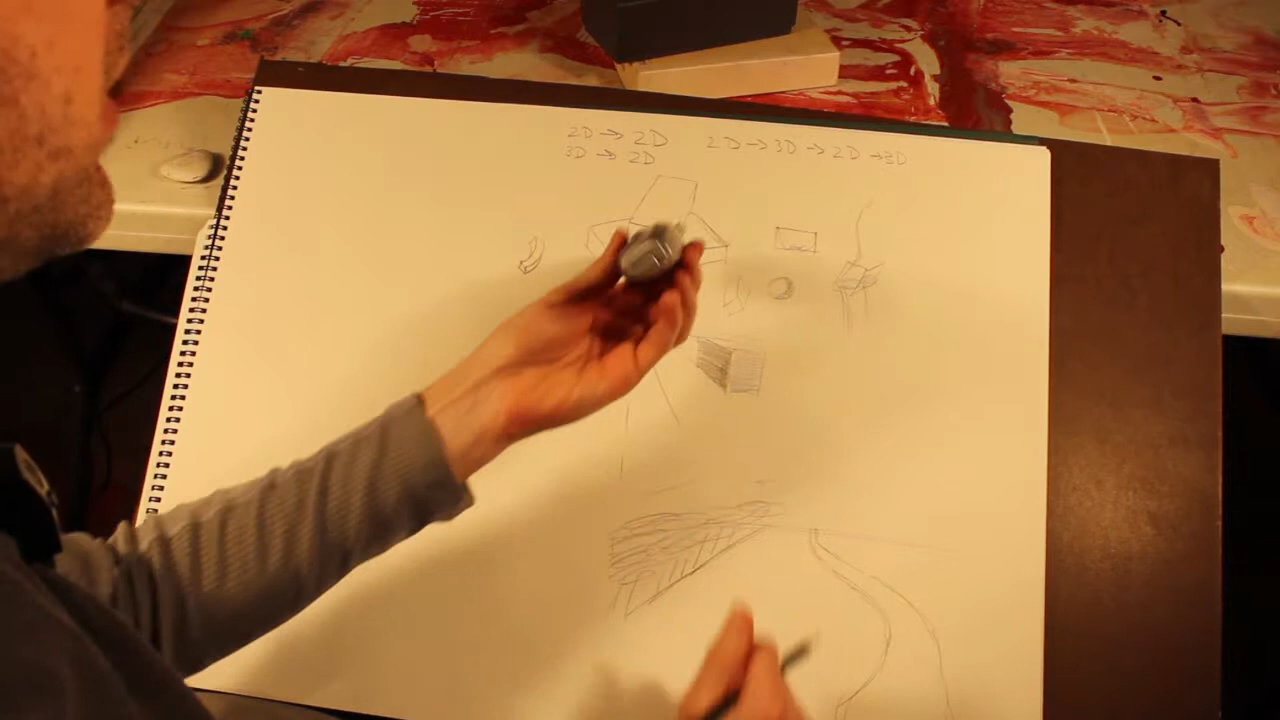 2D → 2D
3D → 2D
2D → 3D → 2D → 3D